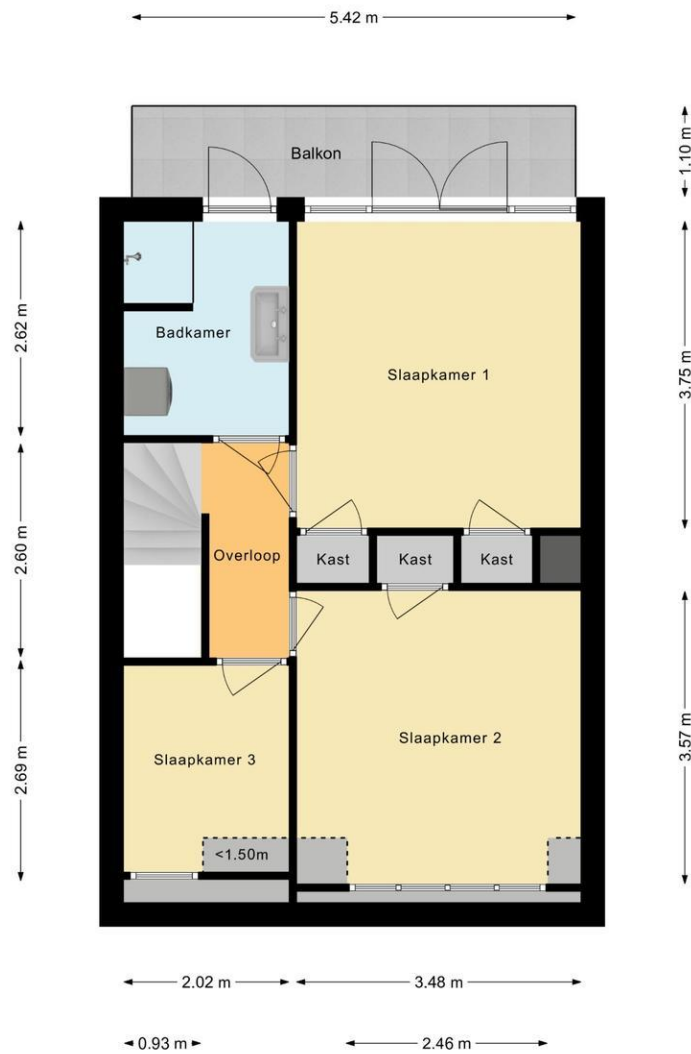 5.42 m
1.10 m
Balkon
2.62 m
Badkamer
Slaapkamer 1
3.75 m
2.60 m
Overloop
Kast
Kast
Kast
2.69 m
Slaapkamer 3
Slaapkamer 2
3.57 m
<1.50m
2.02 m
3.48 m
0.93 m
2.46 m